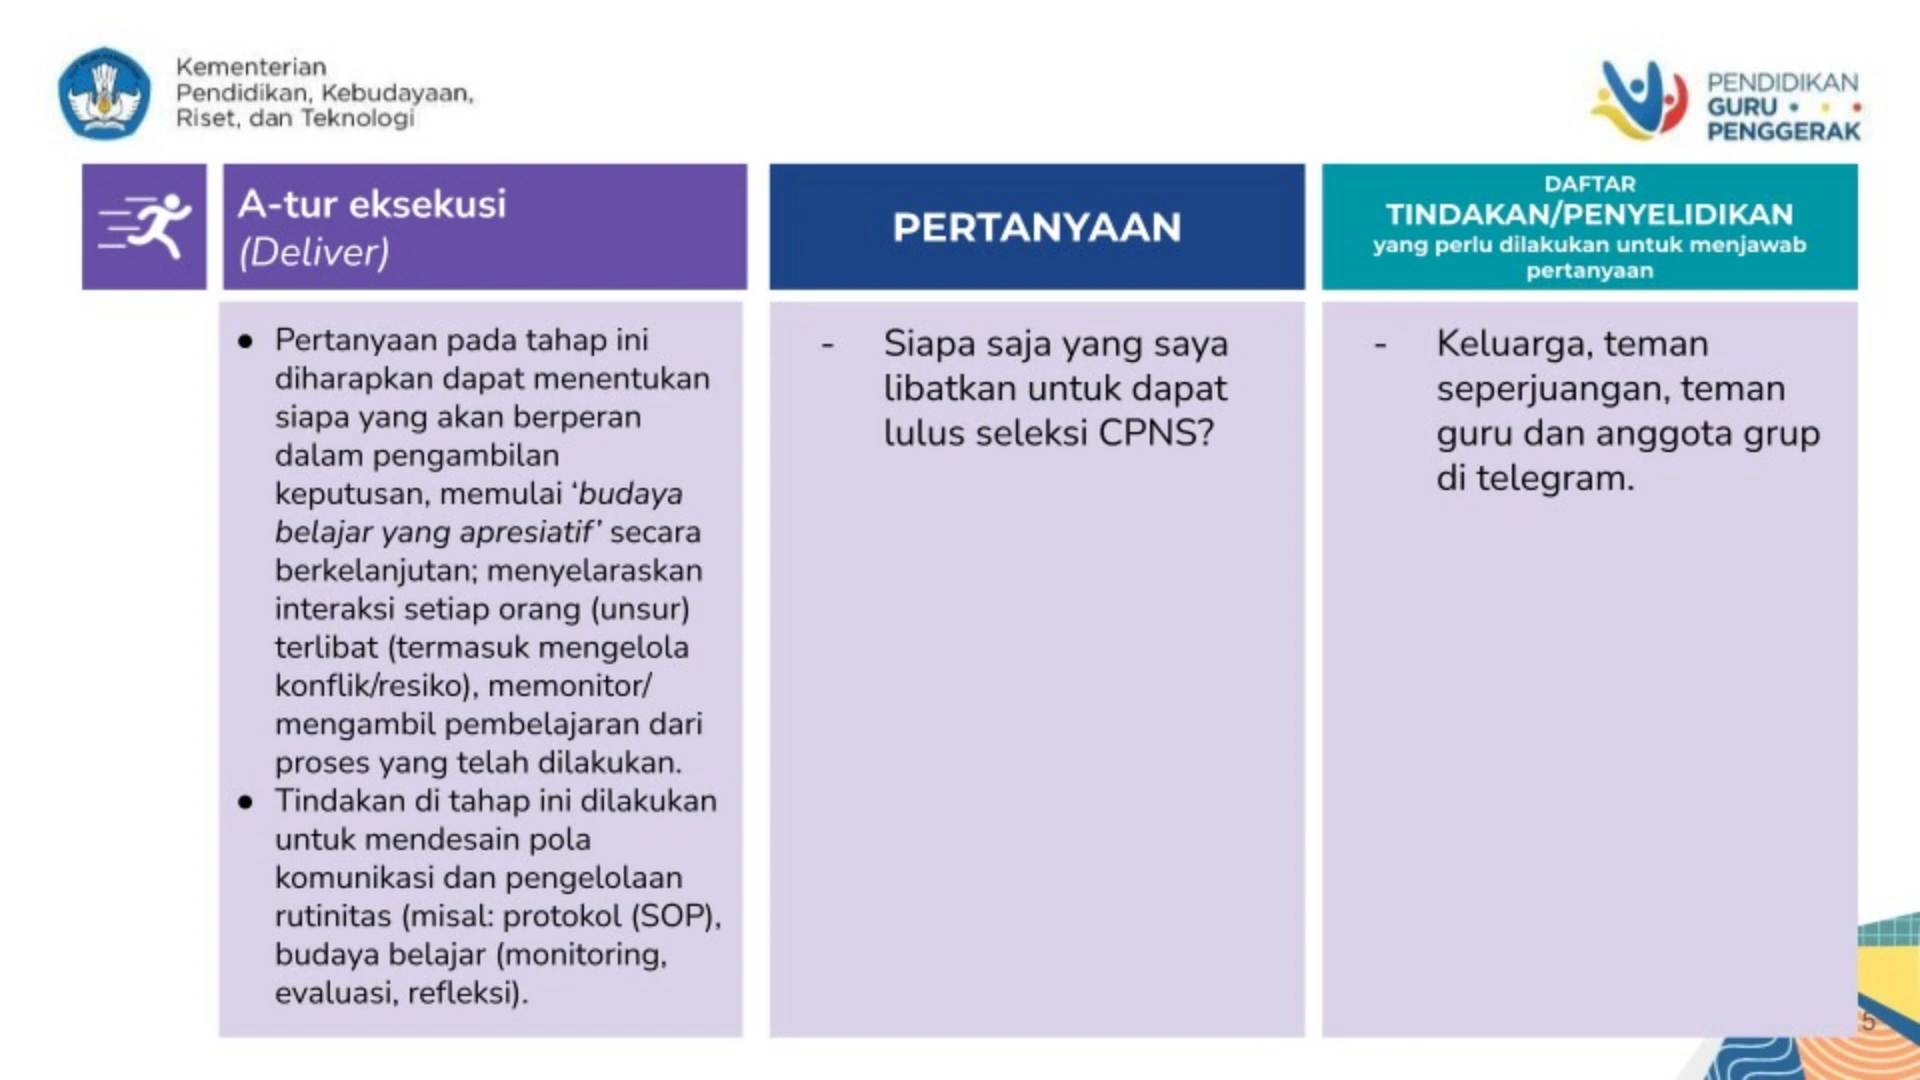 Kementerian
Pendidikan, Kebudayaan,
Riset, dan Teknologi
PENDIDIKAN
GURU
PENGGERAK
A-tur eksekusi
(Deliver)
PERTANYAAN
DAFTAR
TINDAKAN/PENYELIDIKAN
yang perlu dilakukan untuk menjawab
pertanyaan
● Pertanyaan pada tahap ini
diharapkan dapat menentukan
siapa yang akan berperan
dalam pengambilan
keputusan, memulai ‘budaya
belajar yang apresiatif’ secara
berkelanjutan; menyelaraskan
interaksi setiap orang (unsur)
terlibat (termasuk mengelola
konflik/resiko), memonitor/
mengambil pembelajaran dari
proses yang telah dilakukan.
● Tindakan di tahap ini dilakukan
untuk mendesain pola
komunikasi dan pengelolaan
rutinitas (misal: protokol (SOP),
budaya belajar (monitoring,
evaluasi, refleksi).
- Siapa saja yang saya
libatkan untuk dapat
lulus seleksi CPNS?
- Keluarga, teman
seperjuangan, teman
guru dan anggota grup
di telegram.
5